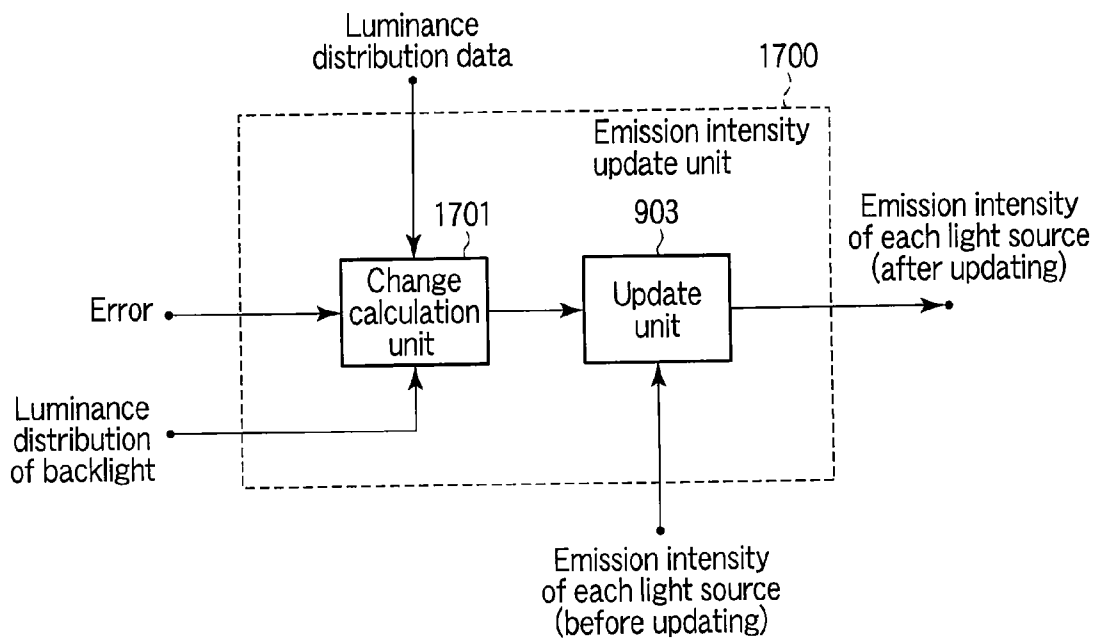 Luminance
distribution data
1700
Emission intensity
update unit
1701
903
Emission intensity
of each light source
(after updating)
Change
calculation
unit
Update
unit
Error
Luminance
distribution
of backlight
Emission intensity
of each light source
(before updating)